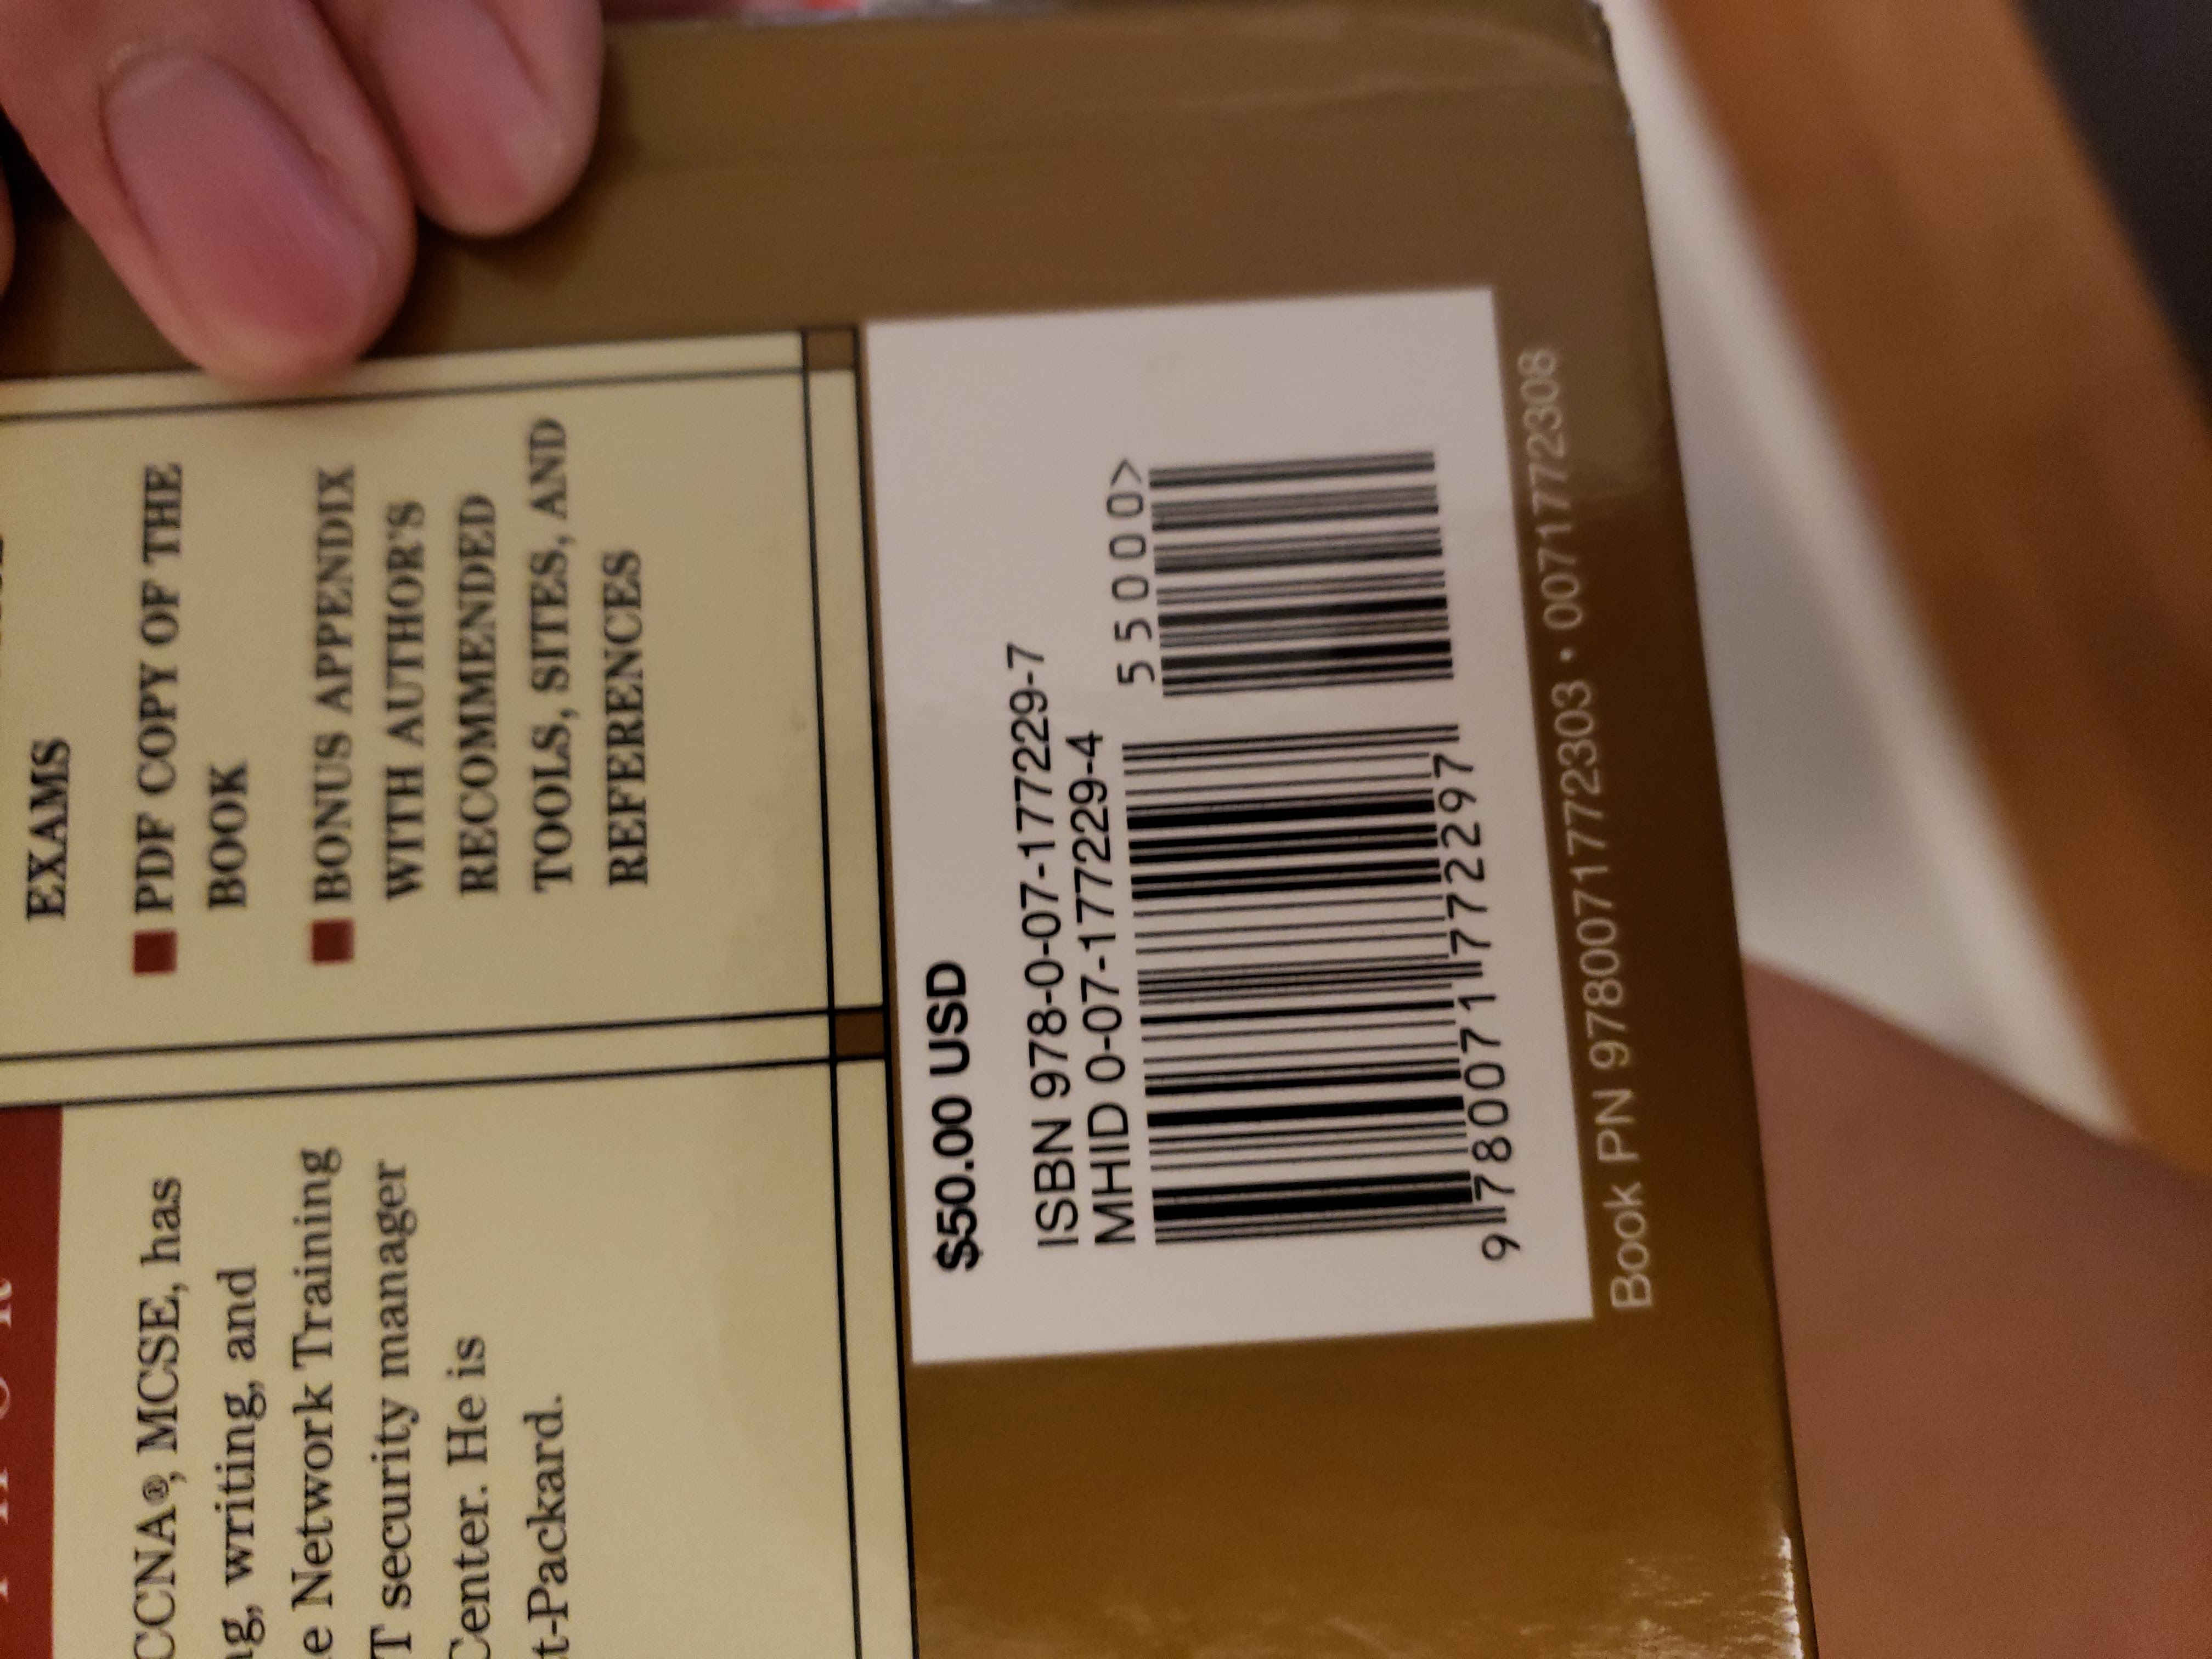 CCNA®, MCSE, has
writing, and
Network Training
security manager
Center. He is
t-Packard.
EXAMS
■ PDF COPY OF THE
BOOK
■ BONUS APPENDIX
WITH AUTHOR'S
RECOMMENDED
TOOLS, SITES, AND
REFERENCES
$50.00 USD
ISBN 978-0-07-177229-7
MHID 0-07-177229-4
55000>
9 780071 772297
Book PN 9780071772303 • 0071772308